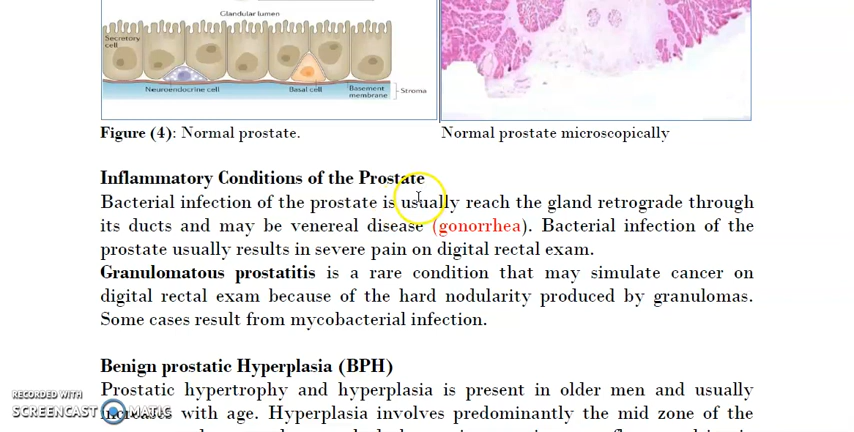 Glandular lumen
Secretory
cell
Neuroendocrine cell
Basal cell
Basement
membrane
Stroma
Figure (4): Normal prostate.
Normal prostate microscopically
Inflammatory Conditions of the Prostate
Bacterial infection of the prostate is usually reach the gland retrograde through
its ducts and may be venereal disease (gonorrhea). Bacterial infection of the
prostate usually results in severe pain on digital rectal exam.
Granulomatous prostatitis is a rare condition that may simulate cancer on
digital rectal exam because of the hard nodularity produced by granulomas.
Some cases result from mycobacterial infection.
Benign prostatic Hyperplasia (BPH)
Prostatic hypertrophy and hyperplasia is present in older men and usually
increases with age. Hyperplasia involves predominantly the mid zone of the
RECORDED WITH
SCREENCAST MATIC